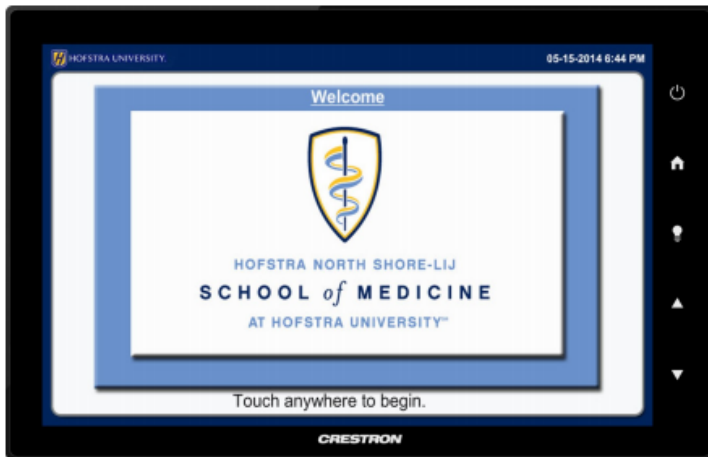 HOFSTRA UNIVERSITY.
05-15-2014 6:44 PM
Welcome
HOFSTRA NORTH SHORE-LIJ
SCHOOL of MEDICINE
AT HOFSTRA UNIVERSITY℠
Touch anywhere to begin.
CRESTRON